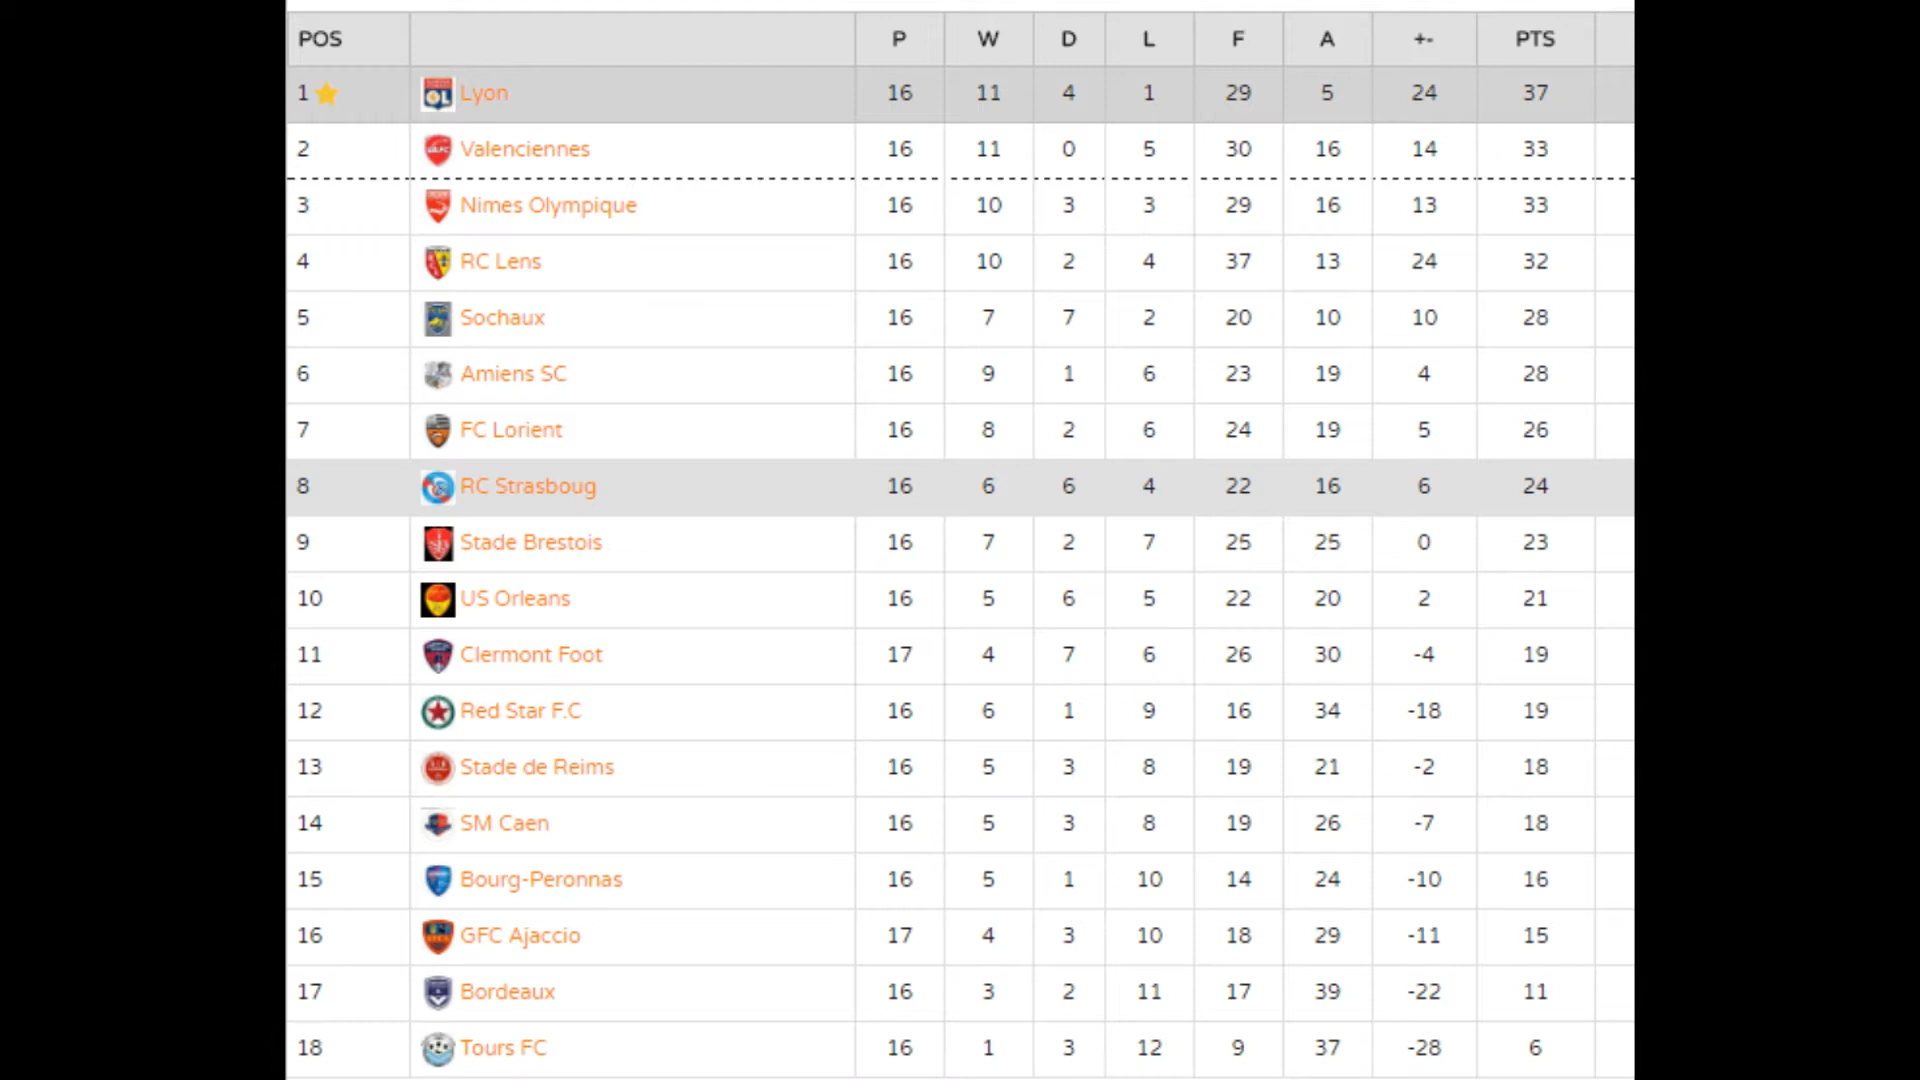 POS P W D L F A +- PTS
1 Lyon 16 11 4 1 29 5 24 37
2 Valenciennes 16 11 0 5 30 16 14 33
3 Nimes Olympique 16 10 3 3 29 16 13 33
4 RC Lens 16 10 2 4 37 13 24 32
5 Sochaux 16 7 7 2 20 10 10 28
6 Amiens SC 16 9 1 6 23 19 4 28
7 FC Lorient 16 8 2 6 24 19 5 26
8 RC Strasboug 16 6 6 4 22 16 6 24
9 Stade Brestois 16 7 2 7 25 25 0 23
10 US Orleans 16 5 6 5 22 20 2 21
11 Clermont Foot 17 4 7 6 26 30 -4 19
12 Red Star F.C 16 6 1 9 16 34 -18 19
13 Stade de Reims 16 5 3 8 19 21 -2 18
14 SM Caen 16 5 3 8 19 26 -7 18
15 Bourg-Peronnas 16 5 1 10 14 24 -10 16
16 GFC Ajaccio 17 4 3 10 18 29 -11 15
17 Bordeaux 16 3 2 11 17 39 -22 11
18 Tours FC 16 1 3 12 9 37 -28 6